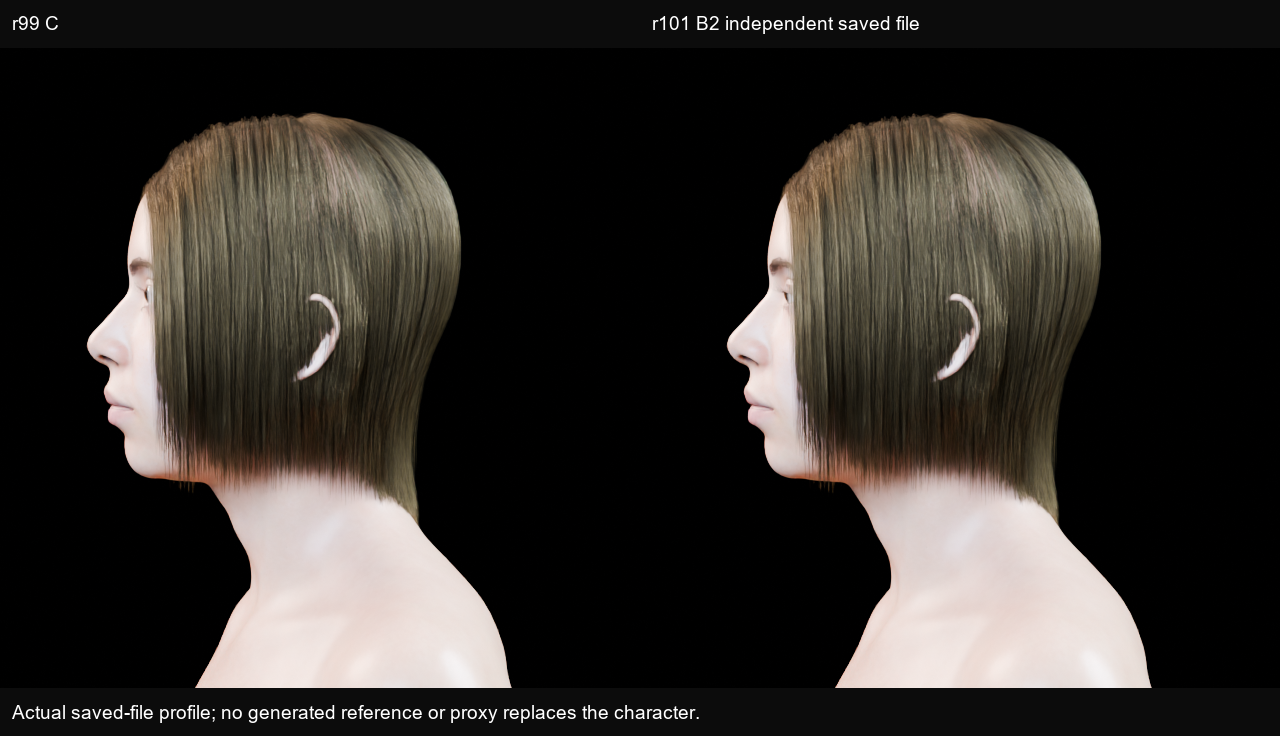 r99 C
r101 B2 independent saved file
Actual saved-file profile; no generated reference or proxy replaces the character.